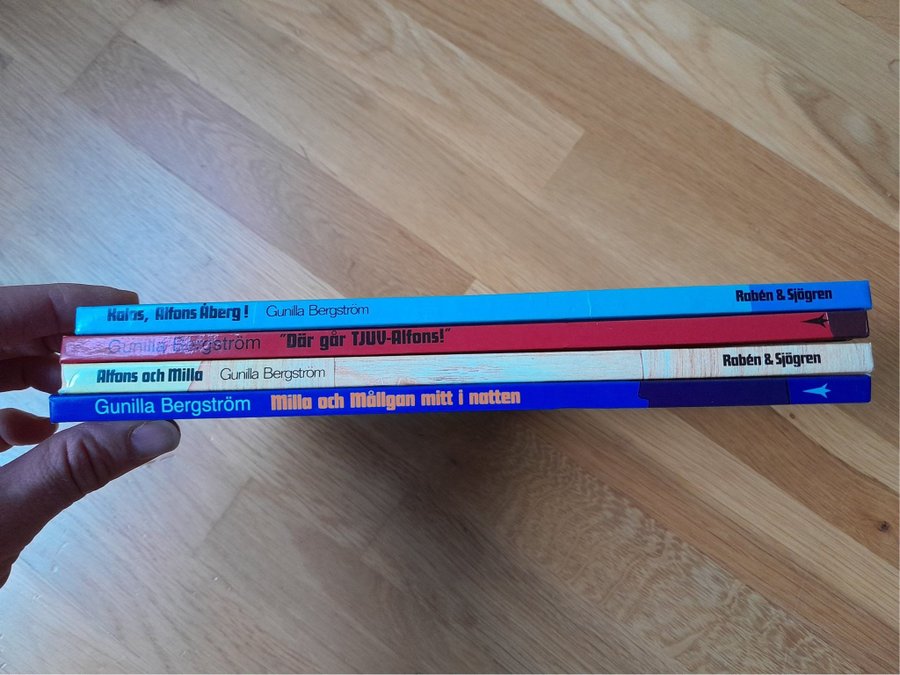 Kalas, Alfons Åberg! Gunilla Bergström Rabén & Sjögren
Gunilla Bergström "Där går TJUV-Alfons!"
Alfons och Milla Gunilla Bergström Rabén & Sjögren
Gunilla Bergström Milla och Mållgan mitt i natten